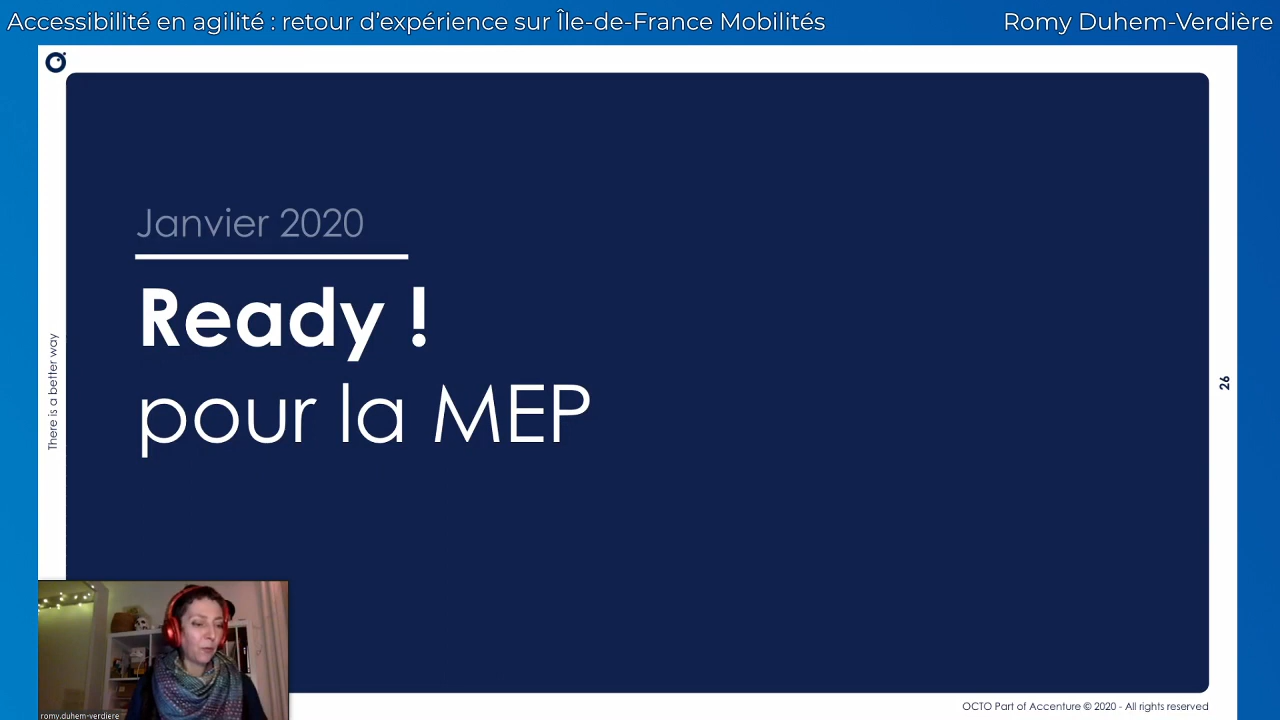 Accessibilité en agilité : retour d’expérience sur Île-de-France Mobilités
Romy Duhem-Verdière
Janvier 2020
Ready !
pour la MEP
There is a better way
26
romy.duhem-verdiere
OCTO Part of Accenture © 2020 - All rights reserved